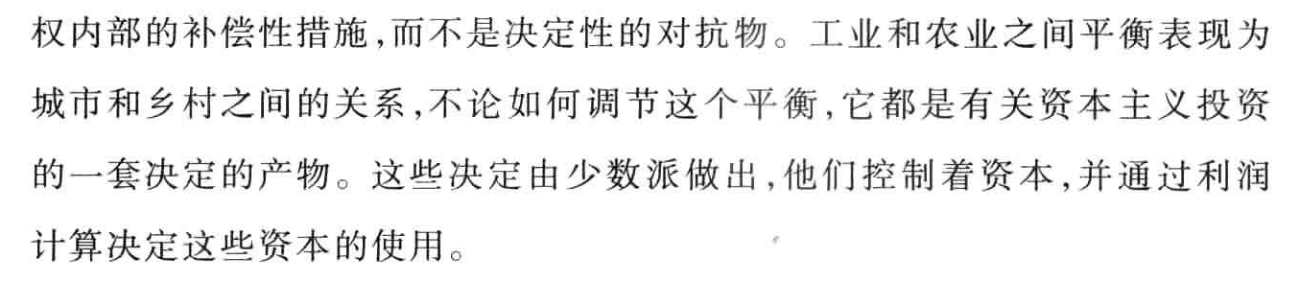 权内部的补偿性措施,而不是决定性的对抗物。工业和农业之间平衡表现为
城市和乡村之间的关系,不论如何调节这个平衡,它都是有关资本主义投资
的一套决定的产物。这些决定由少数派做出,他们控制着资本,并通过利润
计算决定这些资本的使用。